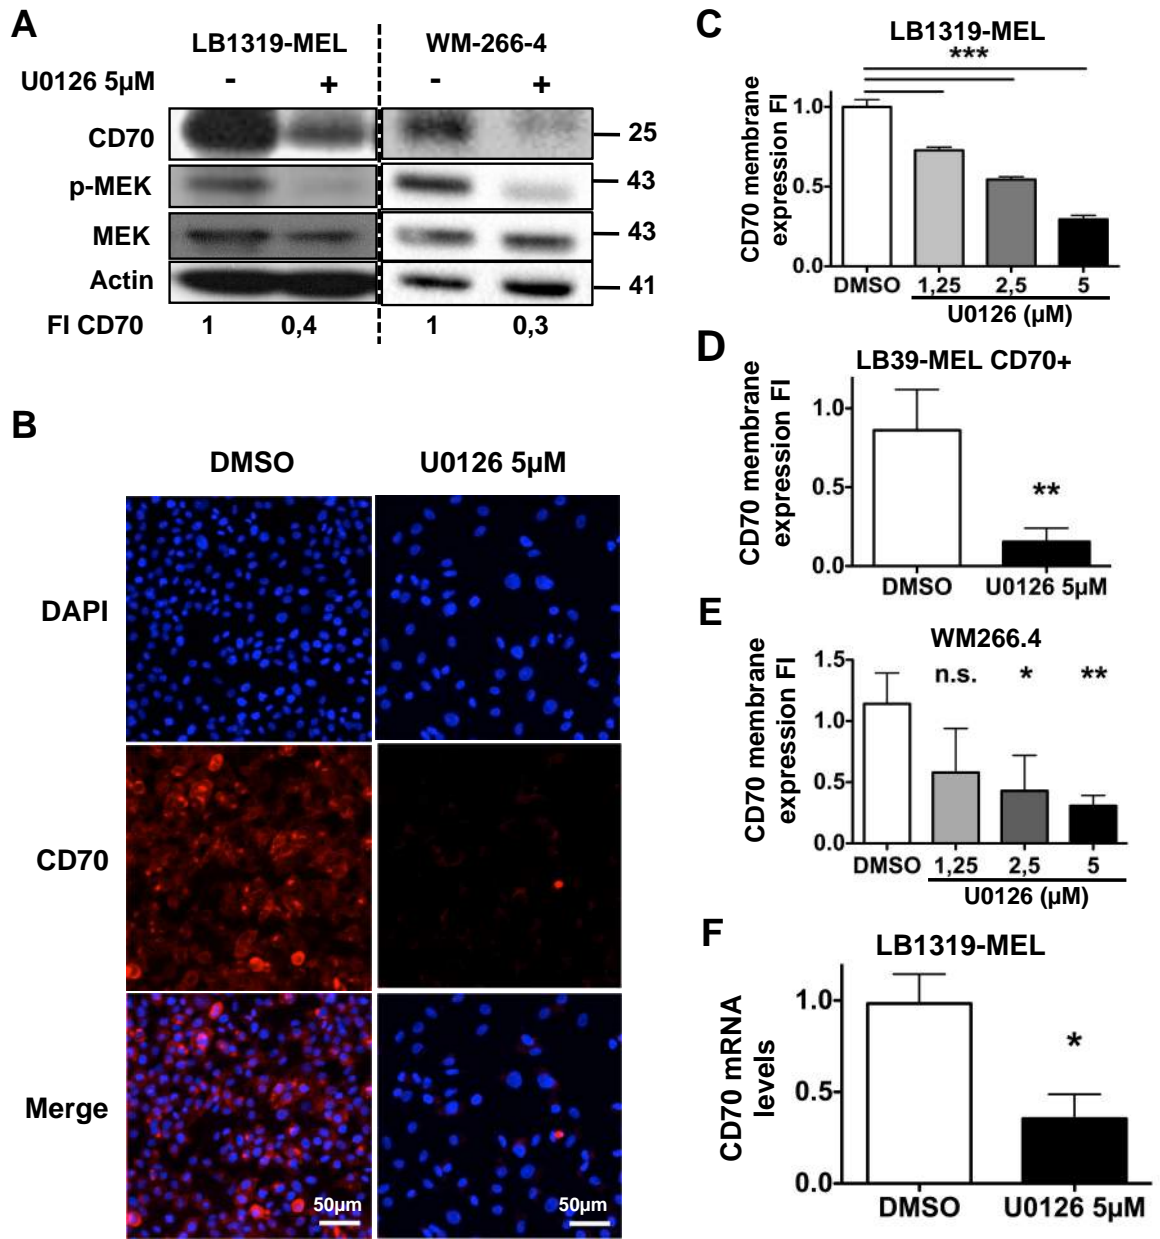 A
LB1319-MEL
WM-266-4
U0126 5µM
- + - +
CD70
25
p-MEK
43
MEK
43
Actin
41
FI CD70 1 0,4 1 0,3
B
DMSO
U0126 5µM
DAPI
CD70
Merge
50µm
50µm
C
LB1319-MEL
***
CD70 membrane
expression FI
1.0
0.5
0.0
DMSO 1,25 2,5 5
U0126 (µM)
D
LB39-MEL CD70+
CD70 membrane
expression FI
1.0
0.5
0.0
**
DMSO U0126 5µM
E
WM266.4
CD70 membrane
expression FI
1.5
1.0
0.5
0.0
n.s. * **
DMSO 1,25 2,5 5
U0126 (µM)
F
LB1319-MEL
CD70 mRNA
levels
1.0
0.5
0.0
*
DMSO U0126 5µM